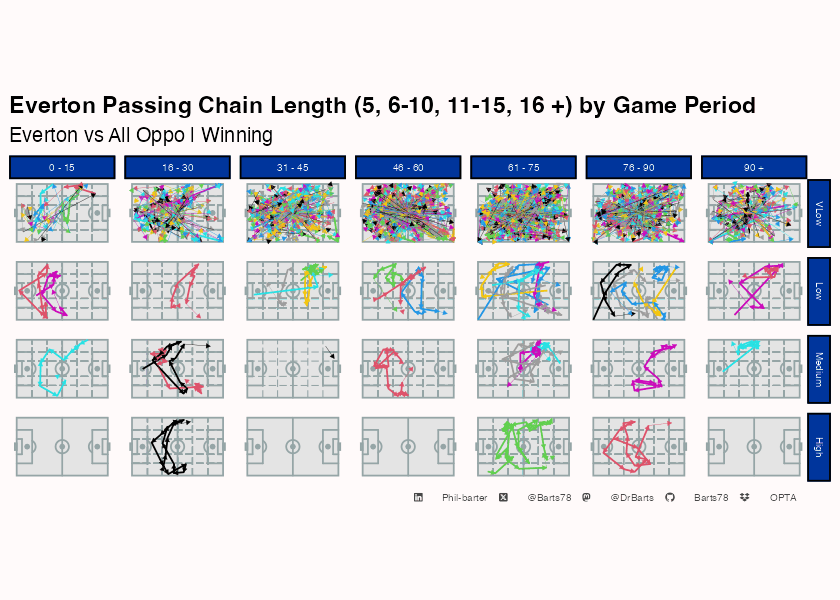 Everton Passing Chain Length (5, 6-10, 11-15, 16 +) by Game Period
Everton vs All Oppo | Winning
0 - 15 16 - 30 31 - 45 46 - 60 61 - 75 76 - 90 90 +
V.Low
Low
Medium
High
Phil-barter @Barts78 @DrBarts Barts78 OPTA